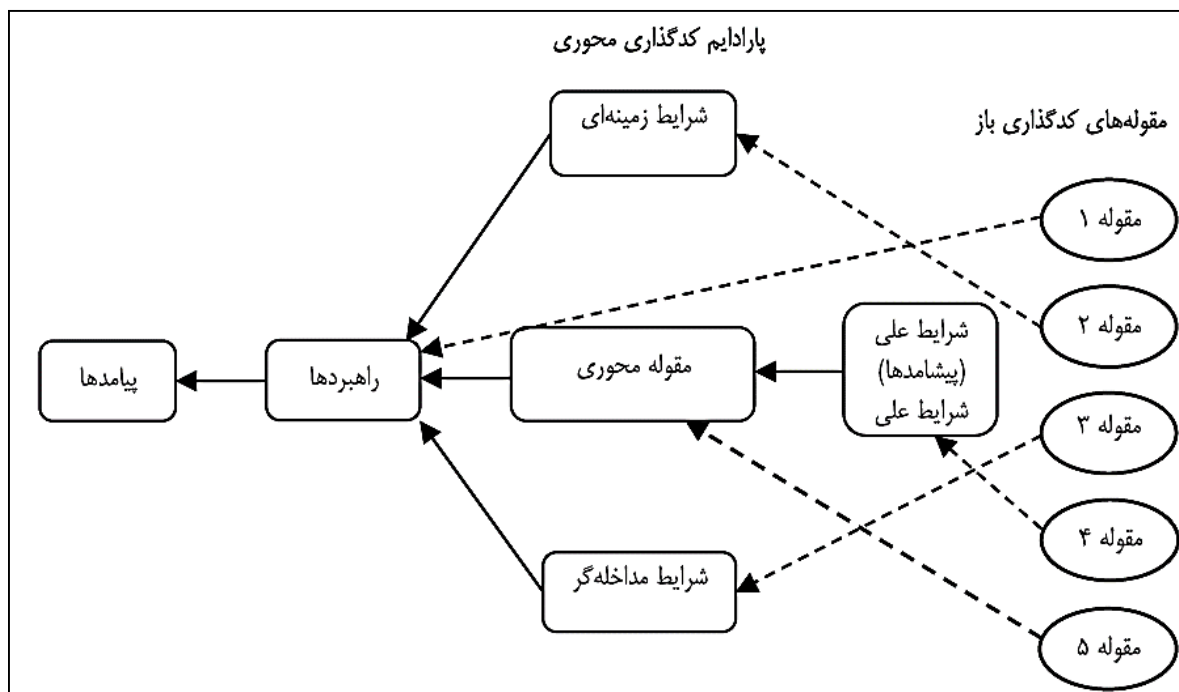 پارادایم کدگذاری محوری
مقوله‌های کدگذاری باز
شرایط زمینه‌ای
مقوله ۱
مقوله ۲
مقوله ۳
مقوله ۴
مقوله ۵
شرایط علی
(پیشامدها)
شرایط علی
مقوله محوری
راهبردها
پیامدها
شرایط مداخله‌گر